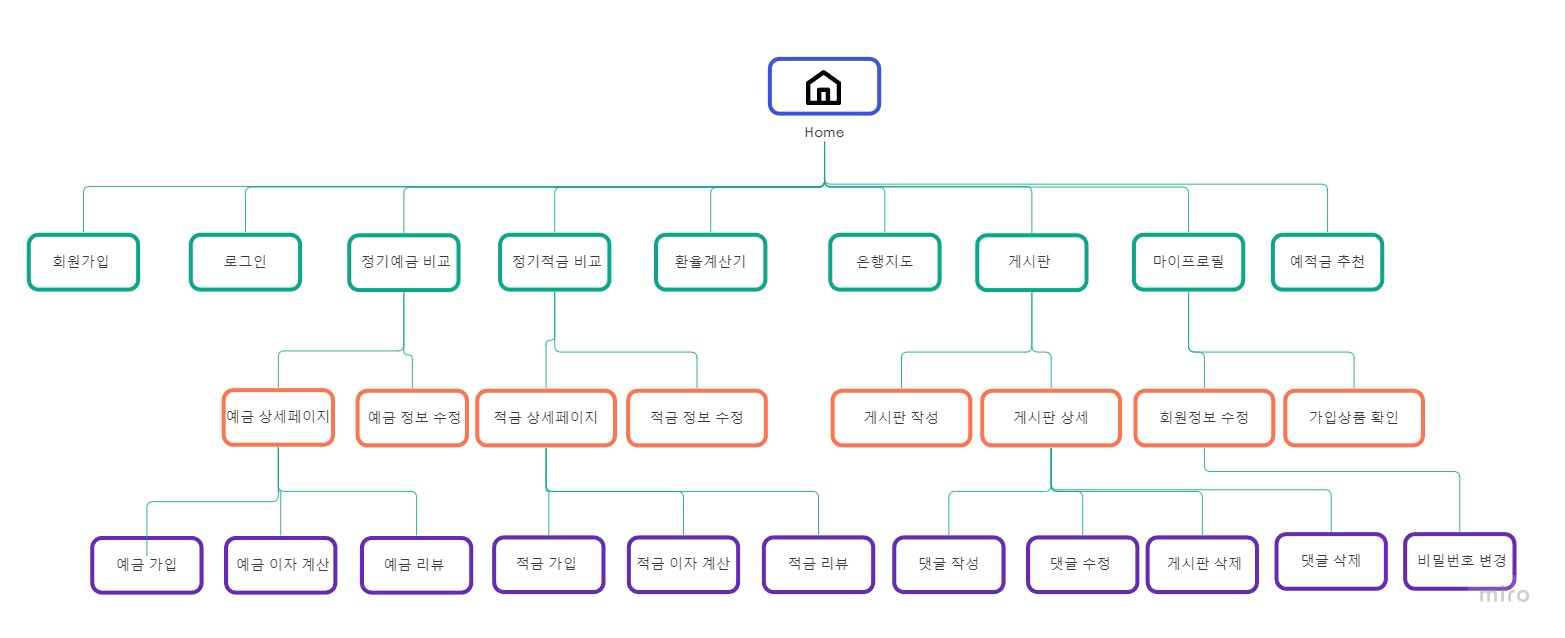 Home
회원가입
로그인
정기예금 비교
정기적금 비교
환율계산기
은행지도
게시판
마이프로필
예적금 추천
예금 상세페이지
예금 정보 수정
적금 상세페이지
적금 정보 수정
게시판 작성
게시판 상세
회원정보 수정
가입상품 확인
예금 가입
예금 이자 계산
예금 리뷰
적금 가입
적금 이자 계산
적금 리뷰
댓글 작성
댓글 수정
게시판 삭제
댓글 삭제
비밀번호 변경
miro